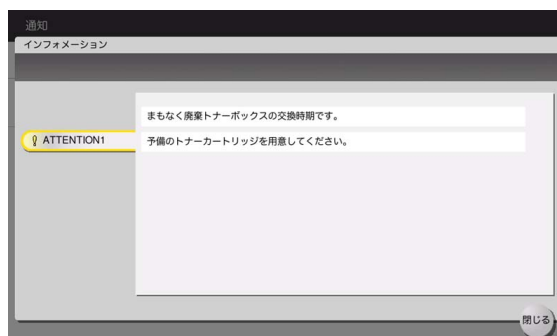 通知
インフォメーション
まもなく廃棄トナーボックスの交換時期です。
ATTENTION1
予備のトナーカートリッジを用意してください。
閉じる